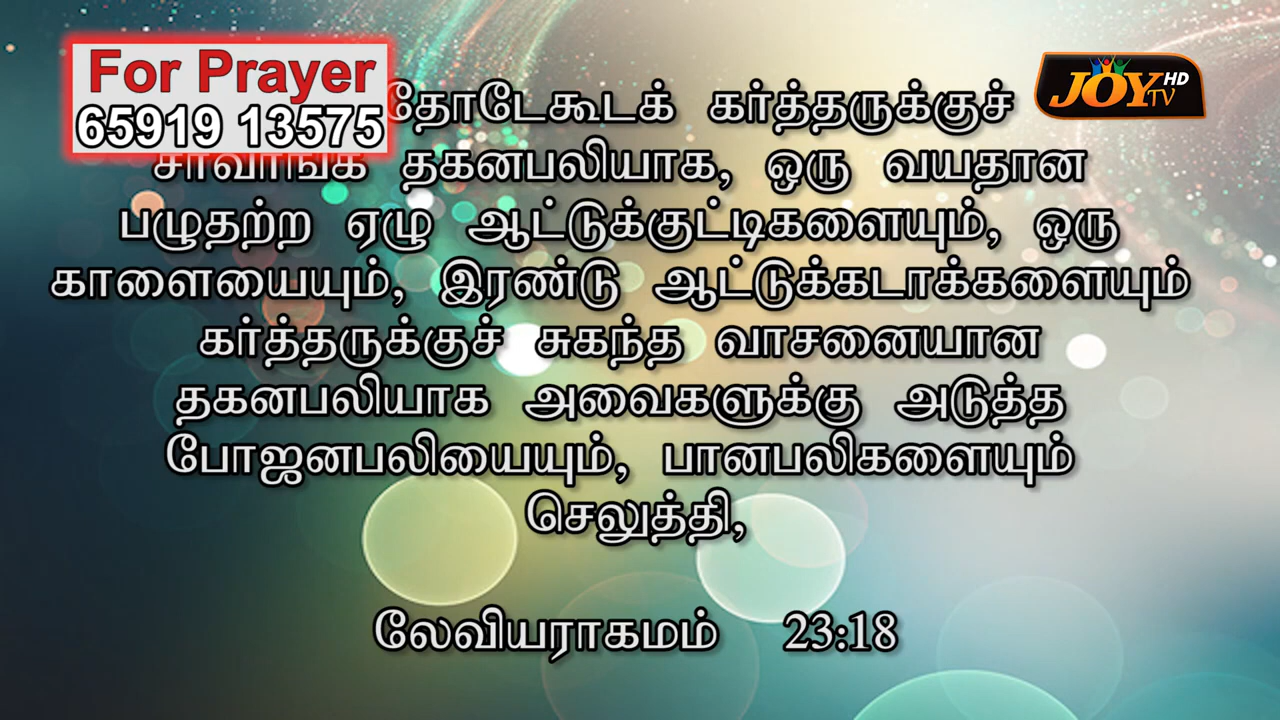 For Prayer
65919 13575
JOY TV HD
தோடேகூடக் கர்த்தருக்குச்
தகனபலியாக, ஒரு வயதான
பழுதற்ற ஏழு ஆட்டுக்குட்டிகளையும், ஒரு
காளையையும், இரண்டு ஆட்டுக்கடாக்களையும்
கர்த்தருக்குச் சுகந்த வாசனையான
தகனபலியாக அவைகளுக்கு அடுத்த
போஜனபலியையும், பானபலிகளையும்
செலுத்தி,
லேவியராகமம் 23:18